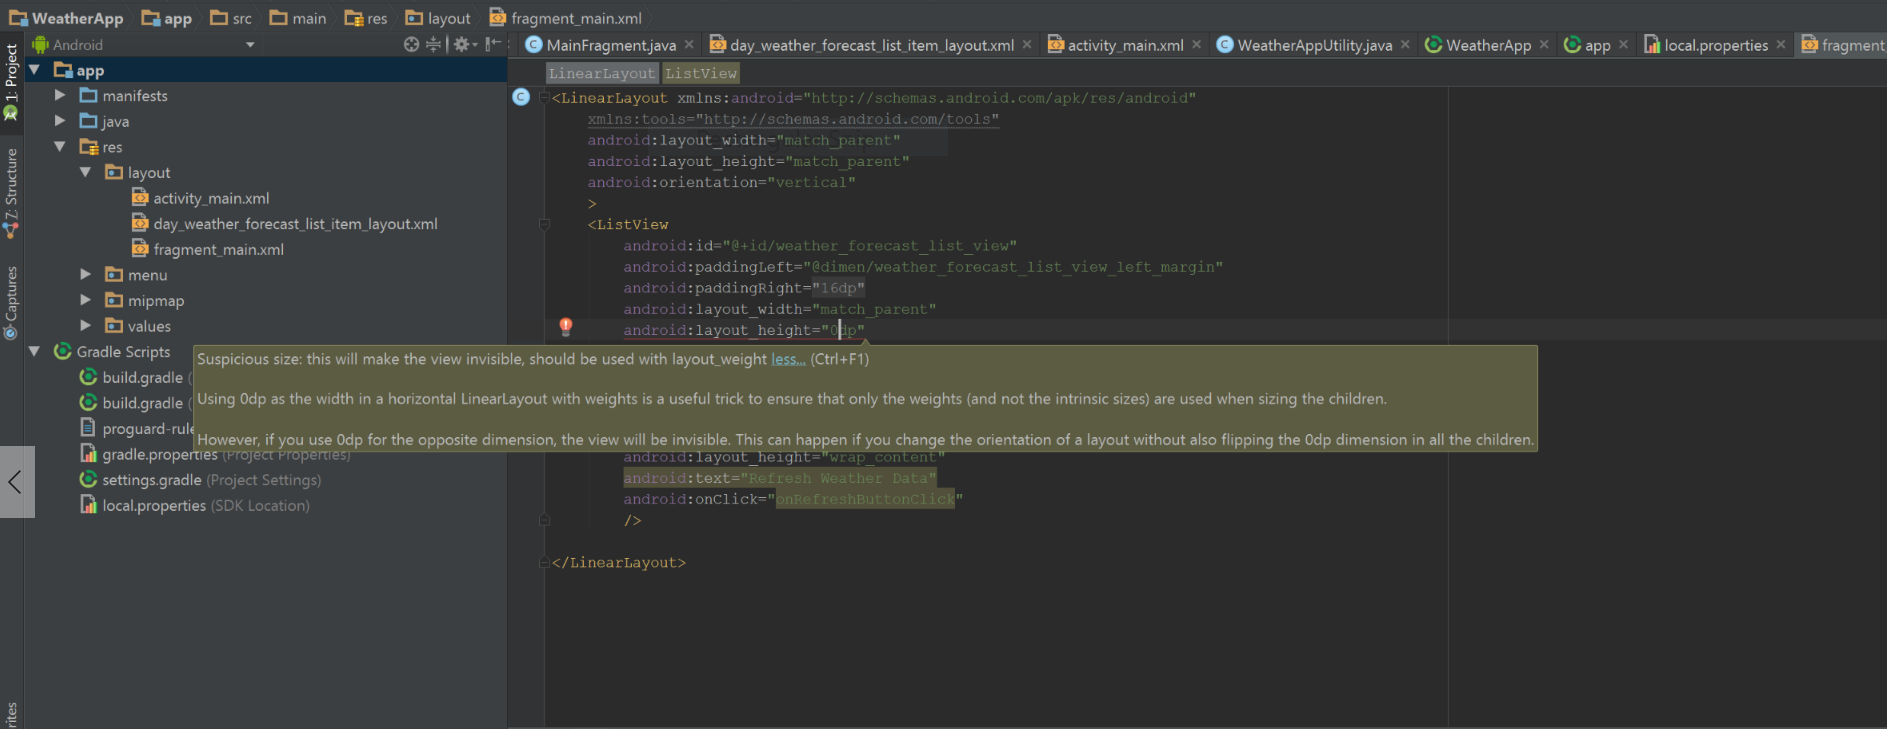 WeatherApp app src main res layout fragment_main.xml
Android
MainFragment.java day_weather_forecast_list_item_layout.xml activity_main.xml WeatherAppUtility.java WeatherApp app local.properties fragment
1: Project
Z: Structure
Captures
rites
app
manifests
java
res
layout
activity_main.xml
day_weather_forecast_list_item_layout.xml
fragment_main.xml
menu
mipmap
values
Gradle Scripts
build.gradle (
build.gradle (
proguard-rule
gradle.properties (Project Properties)
settings.gradle (Project Settings)
local.properties (SDK Location)
LinearLayout ListView
<LinearLayout xmlns:android="http://schemas.android.com/apk/res/android"
xmlns:tools="http://schemas.android.com/tools"
android:layout_width="match_parent"
android:layout_height="match_parent"
android:orientation="vertical"
>
<ListView
android:id="@+id/weather_forecast_list_view"
android:paddingLeft="@dimen/weather_forecast_list_view_left_margin"
android:paddingRight="16dp"
android:layout_width="match_parent"
android:layout_height="0dp"
Suspicious size: this will make the view invisible, should be used with layout_weight less... (Ctrl+F1)
Using 0dp as the width in a horizontal LinearLayout with weights is a useful trick to ensure that only the weights (and not the intrinsic sizes) are used when sizing the children.
However, if you use 0dp for the opposite dimension, the view will be invisible. This can happen if you change the orientation of a layout without also flipping the 0dp dimension in all the children.
android:layout_height="wrap_content"
android:text="Refresh Weather Data"
android:onClick="onRefreshButtonClick"
/>
</LinearLayout>